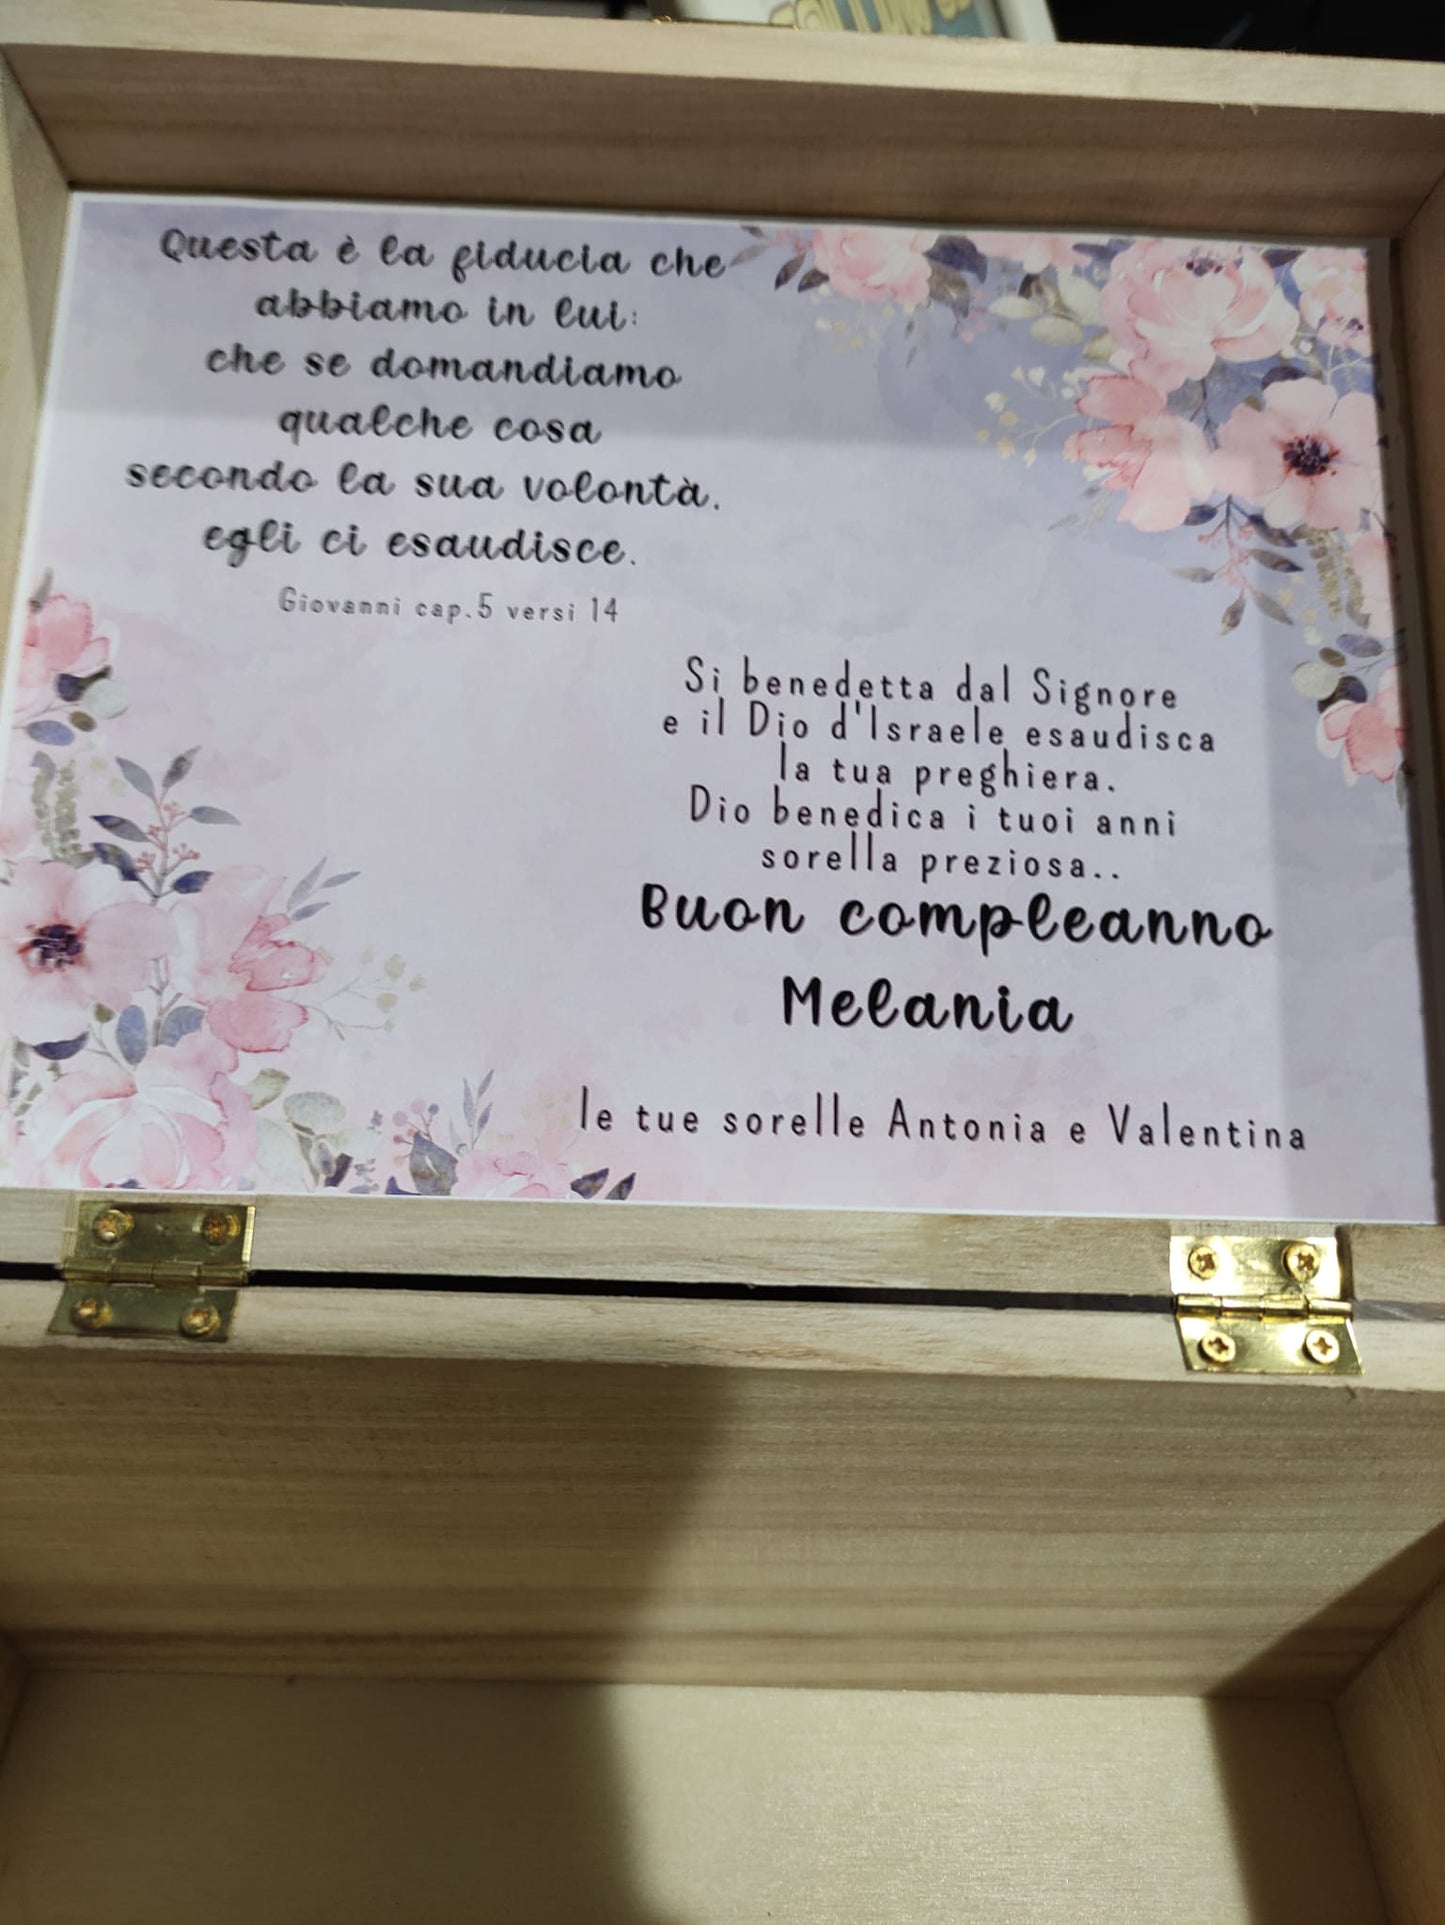 Questa è la fiducia che
abbiamo in lui:
che se domandiamo
qualche cosa
secondo la sua volontà.
egli ci esaudisce.
Giovanni cap.5 versi 14
Si benedetta dal Signore
e il Dio d'Israele esaudisca
la tua preghiera.
Dio benedica i tuoi anni
sorella preziosa..
Buon compleanno
Melania
le tue sorelle Antonia e Valentina